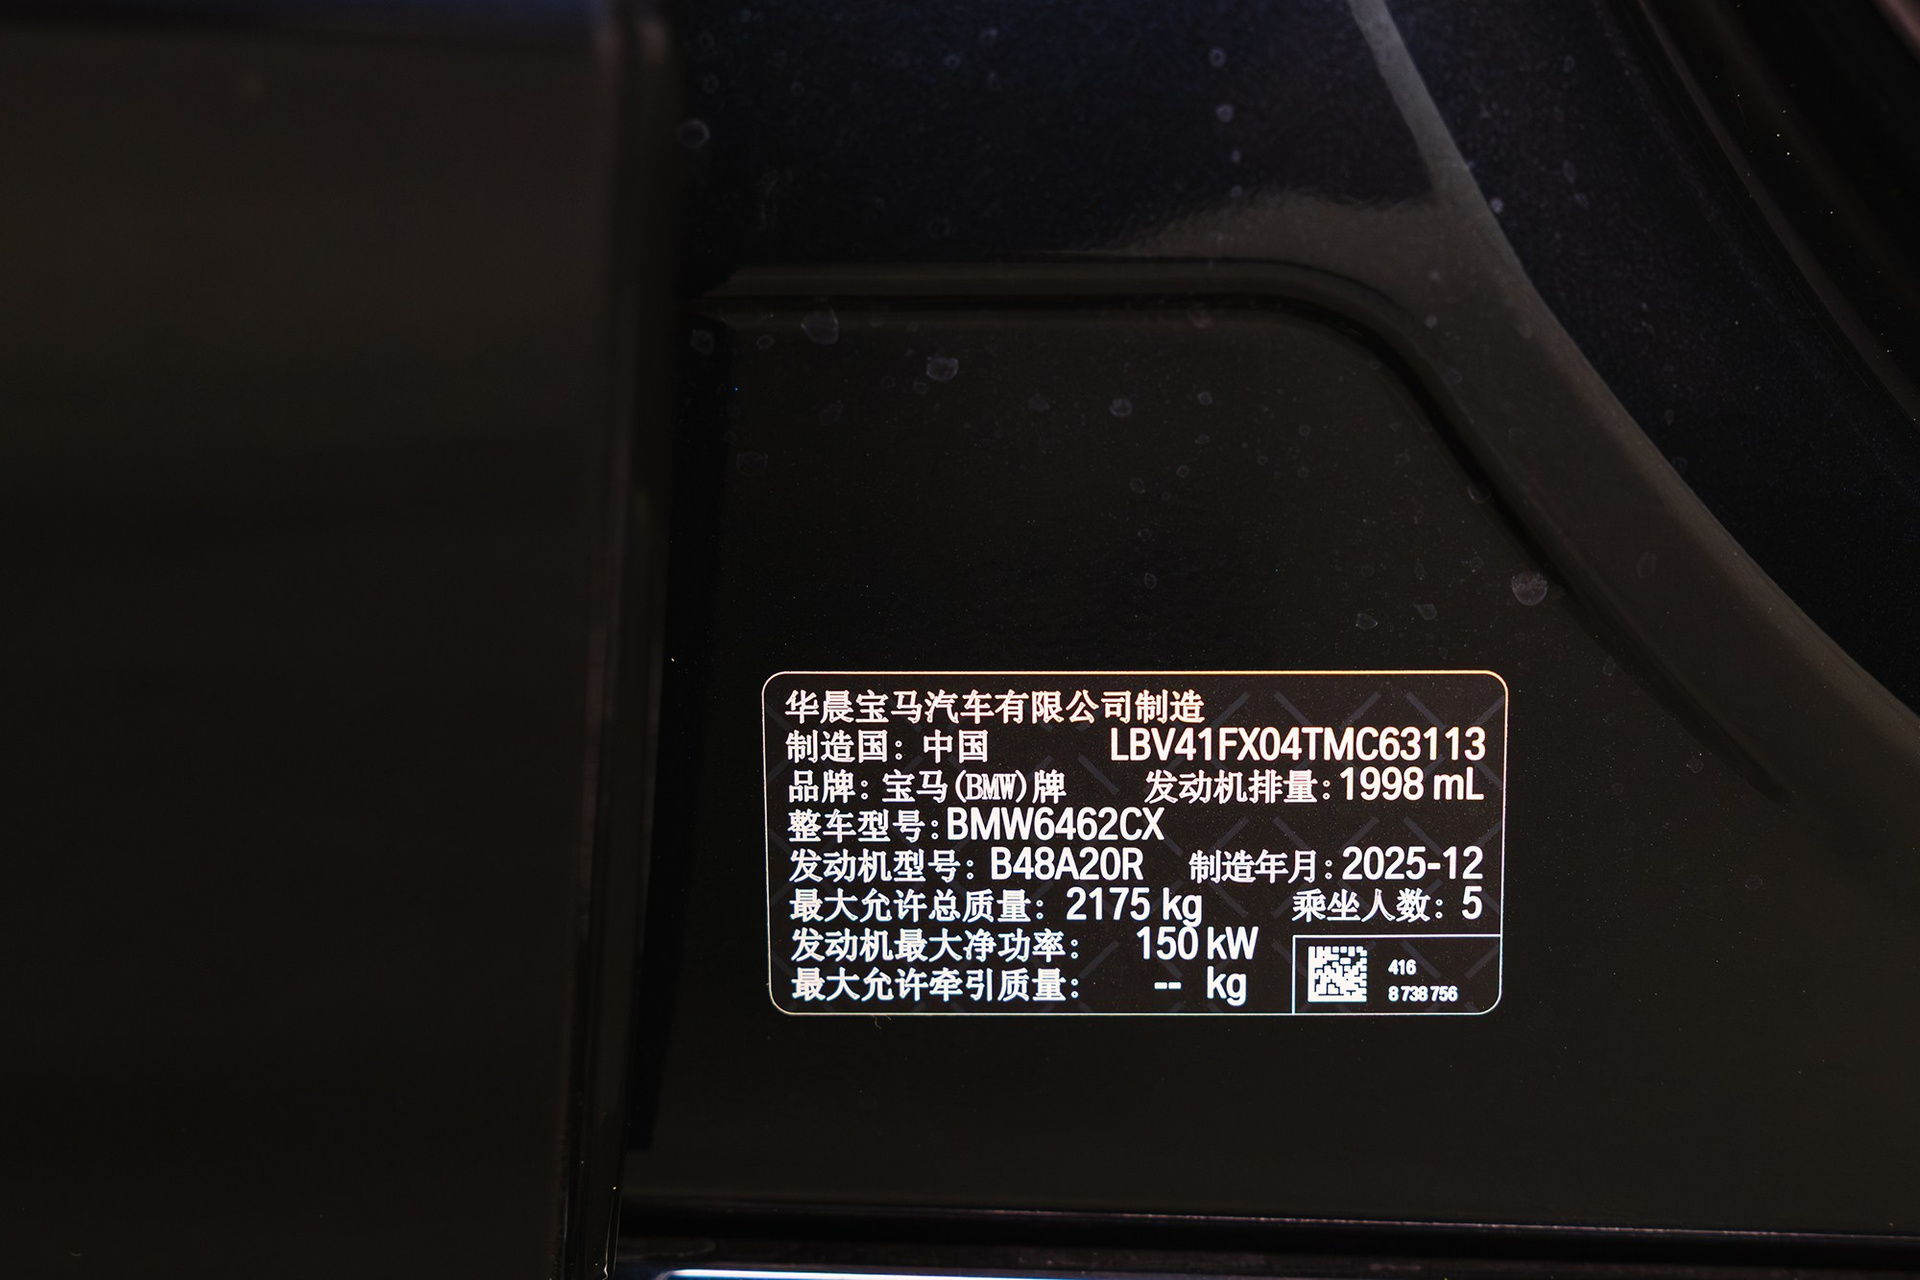 华晨宝马汽车有限公司制造
制造国：中国 LBV41FX04TMC63113
品牌：宝马(BMW)牌 发动机排量：1998 mL
整车型号：BMW6462CX
发动机型号：B48A20R 制造年月：2025-12
最大允许总质量：2175 kg 乘坐人数：5
发动机最大净功率： 150 kW
最大允许牵引质量： -- kg
416
8 738 756